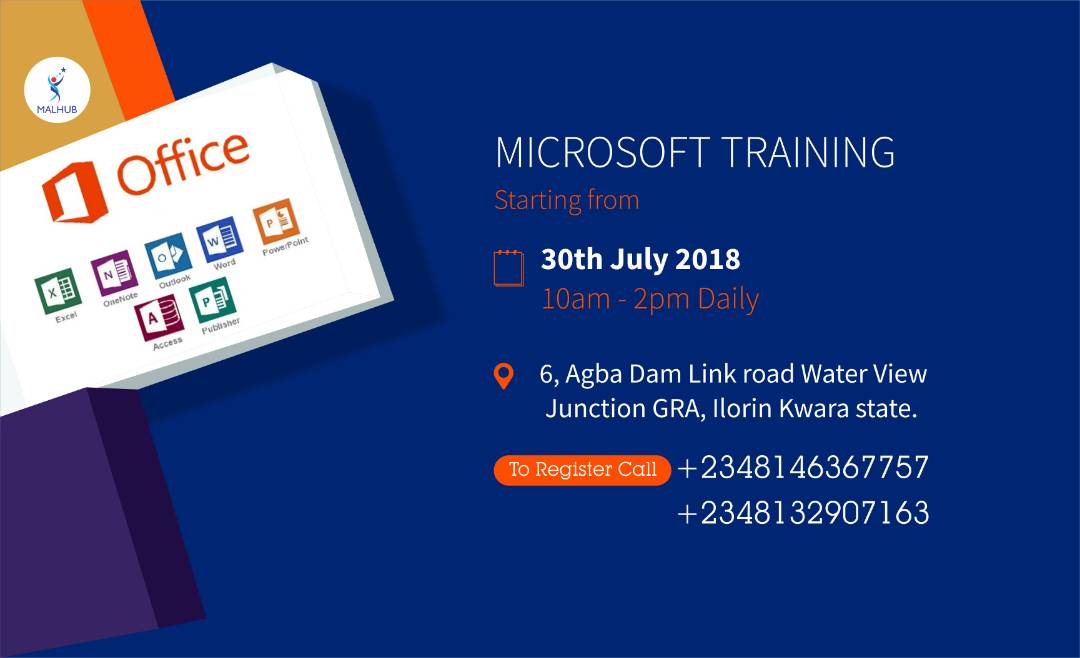 MALHUB
Office
Excel
OneNote
Outlook
Word
PowerPoint
Access
Publisher
MICROSOFT TRAINING
Starting from
30th July 2018
10am - 2pm Daily
6, Agba Dam Link road Water View
Junction GRA, Ilorin Kwara state.
To Register Call +2348146367757
+2348132907163